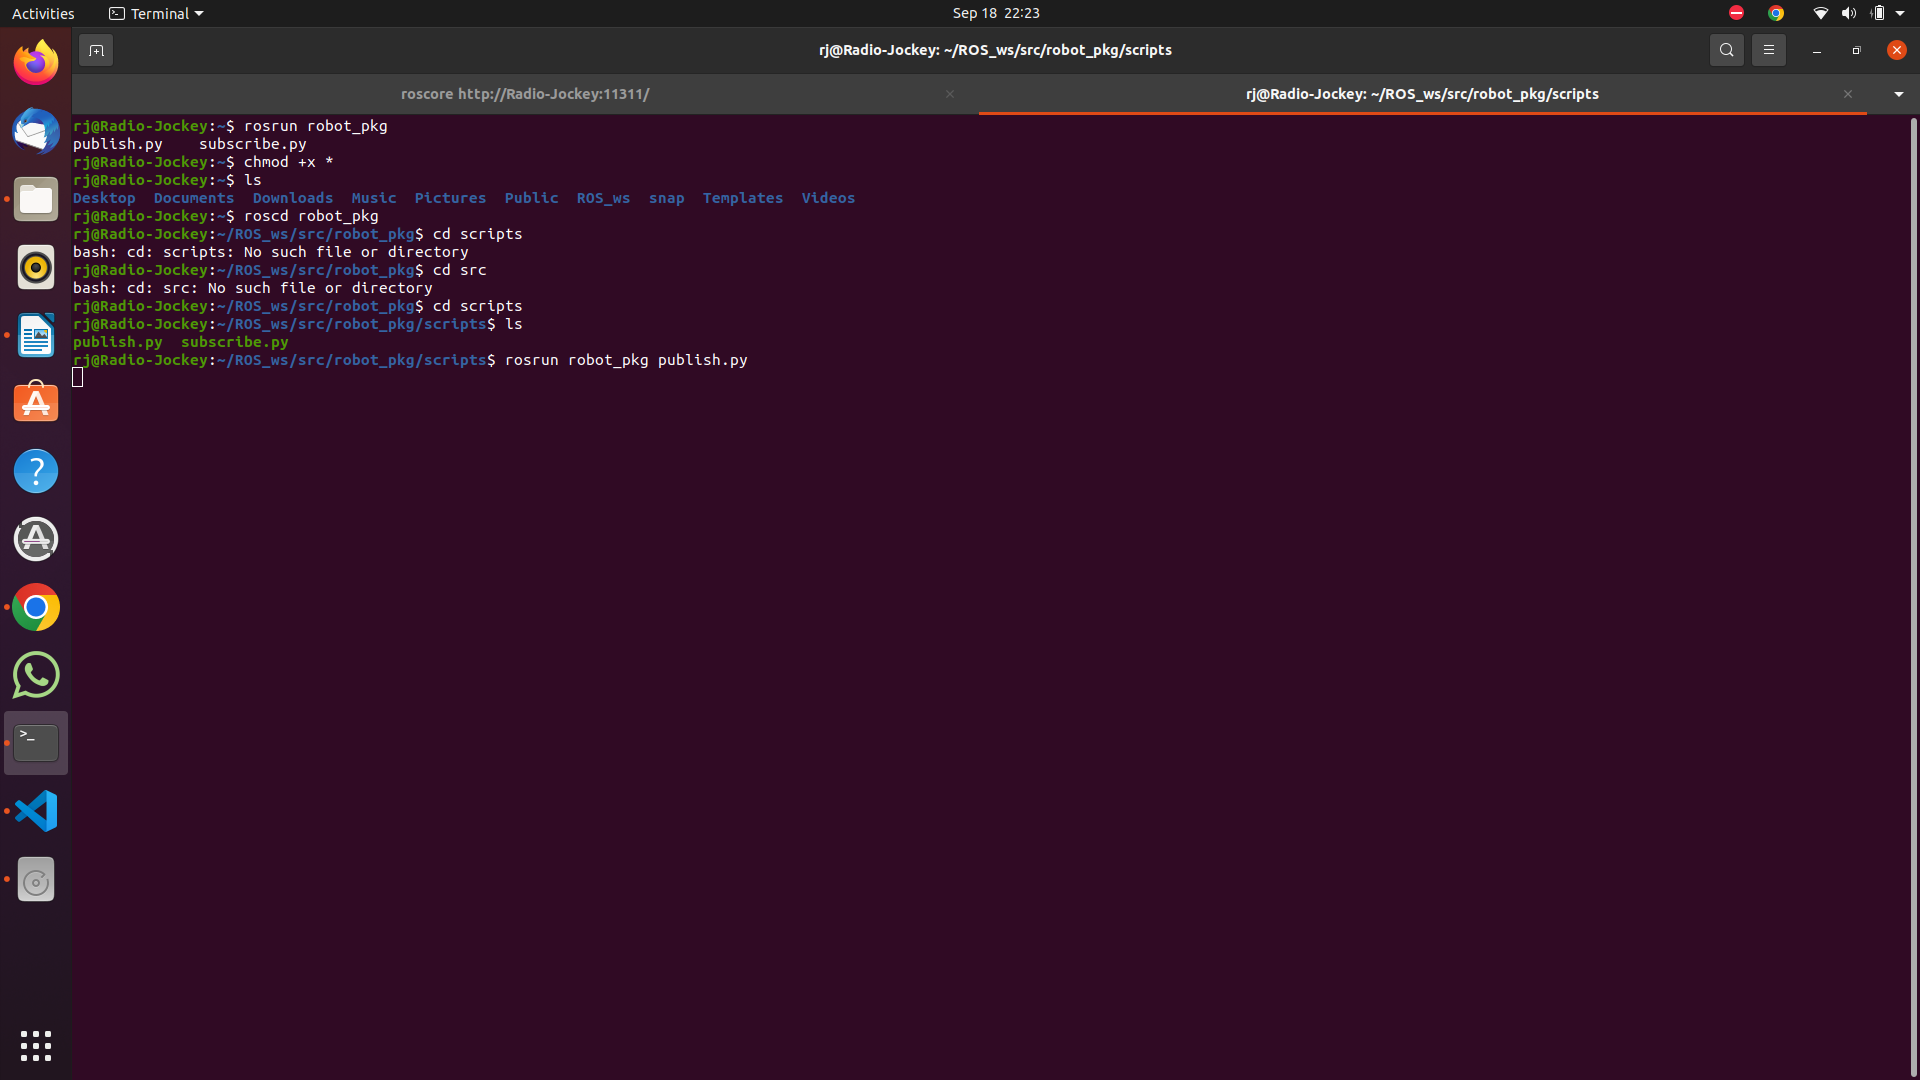 Activities Terminal Sep 18 22:23
rj@Radio-Jockey: ~/ROS_ws/src/robot_pkg/scripts
roscore http://Radio-Jockey:11311/ rj@Radio-Jockey: ~/ROS_ws/src/robot_pkg/scripts
rj@Radio-Jockey:~$ rosrun robot_pkg
publish.py    subscribe.py
rj@Radio-Jockey:~$ chmod +x *
rj@Radio-Jockey:~$ ls
Desktop  Documents  Downloads  Music  Pictures  Public  ROS_ws  snap  Templates  Videos
rj@Radio-Jockey:~$ roscd robot_pkg
rj@Radio-Jockey:~/ROS_ws/src/robot_pkg$ cd scripts
bash: cd: scripts: No such file or directory
rj@Radio-Jockey:~/ROS_ws/src/robot_pkg$ cd src
bash: cd: src: No such file or directory
rj@Radio-Jockey:~/ROS_ws/src/robot_pkg$ cd scripts
rj@Radio-Jockey:~/ROS_ws/src/robot_pkg/scripts$ ls
publish.py  subscribe.py
rj@Radio-Jockey:~/ROS_ws/src/robot_pkg/scripts$ rosrun robot_pkg publish.py